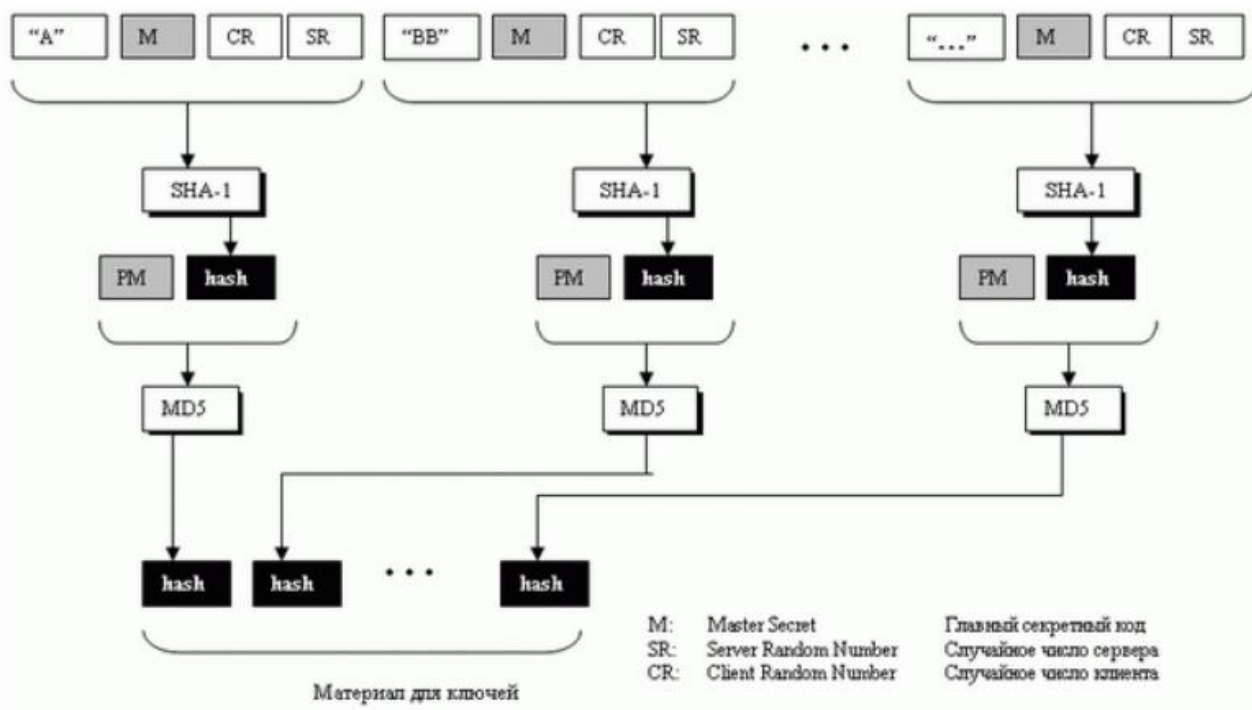 “A” M CR SR “BB” M CR SR • • • “...” M CR SR
SHA-1 SHA-1 SHA-1
PM hash PM hash PM hash
MD5 MD5 MD5
hash hash • • • hash
M: Master Secret Главный секретный код
SR: Server Random Number Случайное число сервера
CR: Client Random Number Случайное число клиента
Материал для ключей